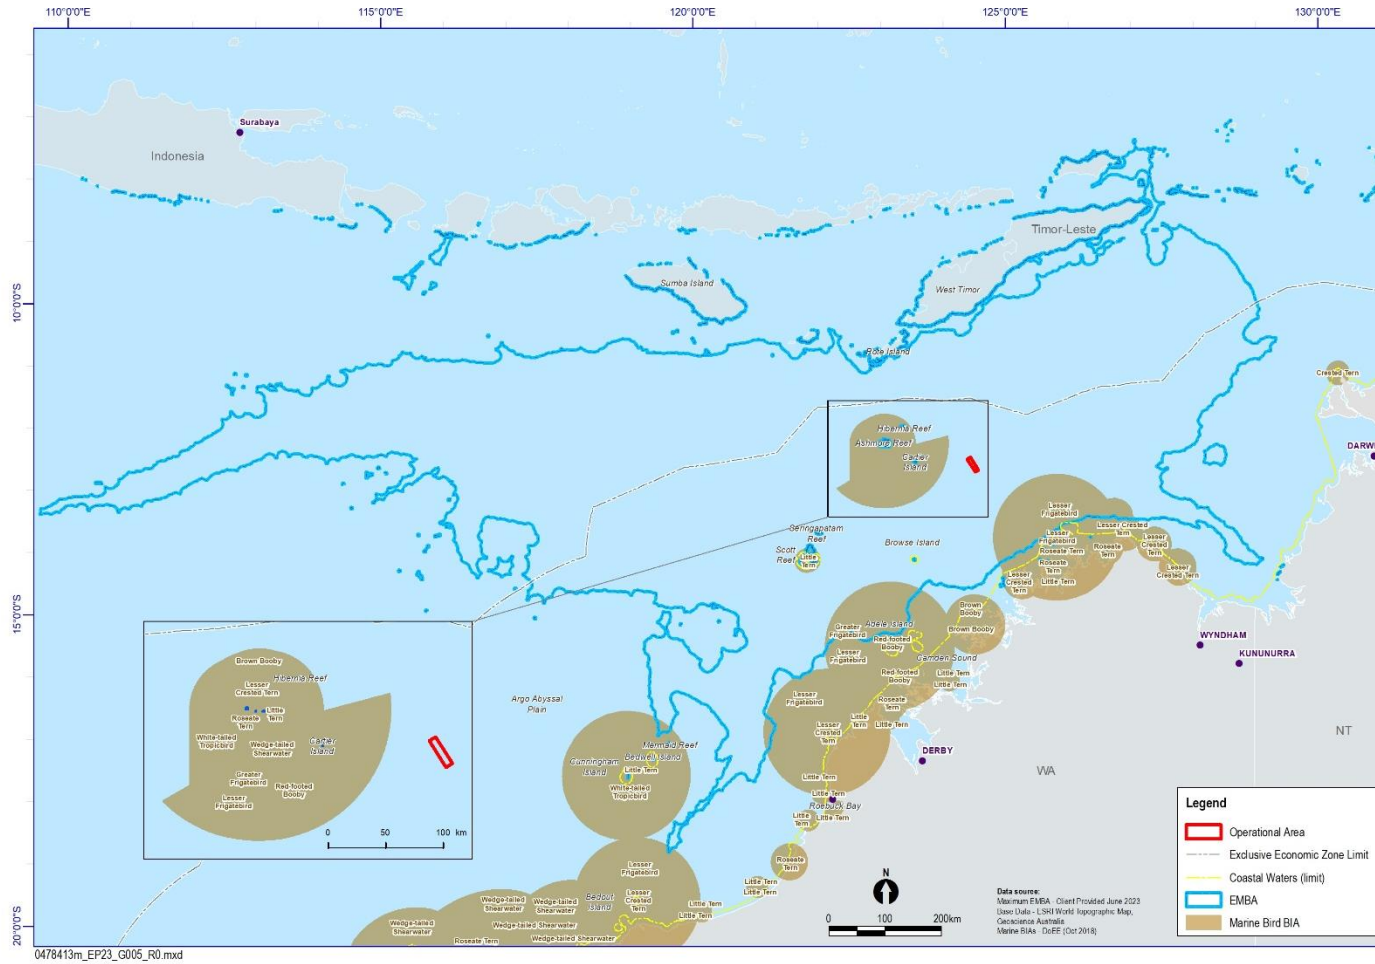 110°0'0"E
115°0'0"E
120°0'0"E
125°0'0"E
130°0'0"E
Surabaya
Indonesia
Timor-Leste
Sumba Island
West Timor
10°0'0"S
10°0'0"S
Rote Island
Crested Tern
Hibernia Reef
Ashmore Reef
Cartier
Island
DARWI
Seringapatam
Reef
Scott
Reef
Little
Tern
Browse Island
Lesser
Frigatebird
Lesser
Frigatebird
Roseate Tern
Roseate
Tern
Little Tern
Lesser Crested
Tern
Roseate
Tern
Lesser
Crested
Tern
Lesser
Crested Tern
Lesser
Crested
Tern
15°0'0"S
15°0'0"S
Brown
Booby
Brown Booby
Adele Island
Greater
Frigatebird
Red-footed
Booby
Lesser
Frigatebird
Camden Sound
Red-footed
Booby
Little Tern
Little Tern
WYNDHAM
KUNUNURRA
Brown Booby
Hibernia Reef
Lesser
Crested Tern
Little
Tern
Roseate
Tern
White-tailed
Tropicbird
Wedge-tailed
Shearwater
Cartier
Island
Greater
Frigatebird
Red-footed
Booby
Lesser
Frigatebird
0 50 100 km
Argo Abyssal
Plain
Lesser
Frigatebird
Roseate
Tern
Little
Tern
Little Tern
Lesser
Crested
Tern
Mermaid Reef
Bedwell Island
Cunningham
Island
Little Tern
White-tailed
Tropicbird
DERBY
WA
NT
Little Tern
Little Tern
Roebuck Bay
Little
Tern
Little Tern
Roseate
Tern
Little Tern
Little Tern
Little Tern
Little Tern
Lesser
Frigatebird
Bedout
Island
Lesser
Crested
Tern
Wedge-tailed
Shearwater
Wedge-tailed
Shearwater
Wedge-tailed
Shearwater
Wedge-tailed Shearwater
Wedge-tailed Shearwater
Roseate Tern
20°0'0"S
20°0'0"S
N
0 100 200km
Data source:
Maximum EMBA - Client Provided June 2023
Base Data - ESRI World Topographic Map,
Geoscience Australia
Marine BIAs - DoEE (Oct 2018)
Legend
Operational Area
Exclusive Economic Zone Limit
Coastal Waters (limit)
EMBA
Marine Bird BIA
0478413m_EP23_G005_R0.mxd